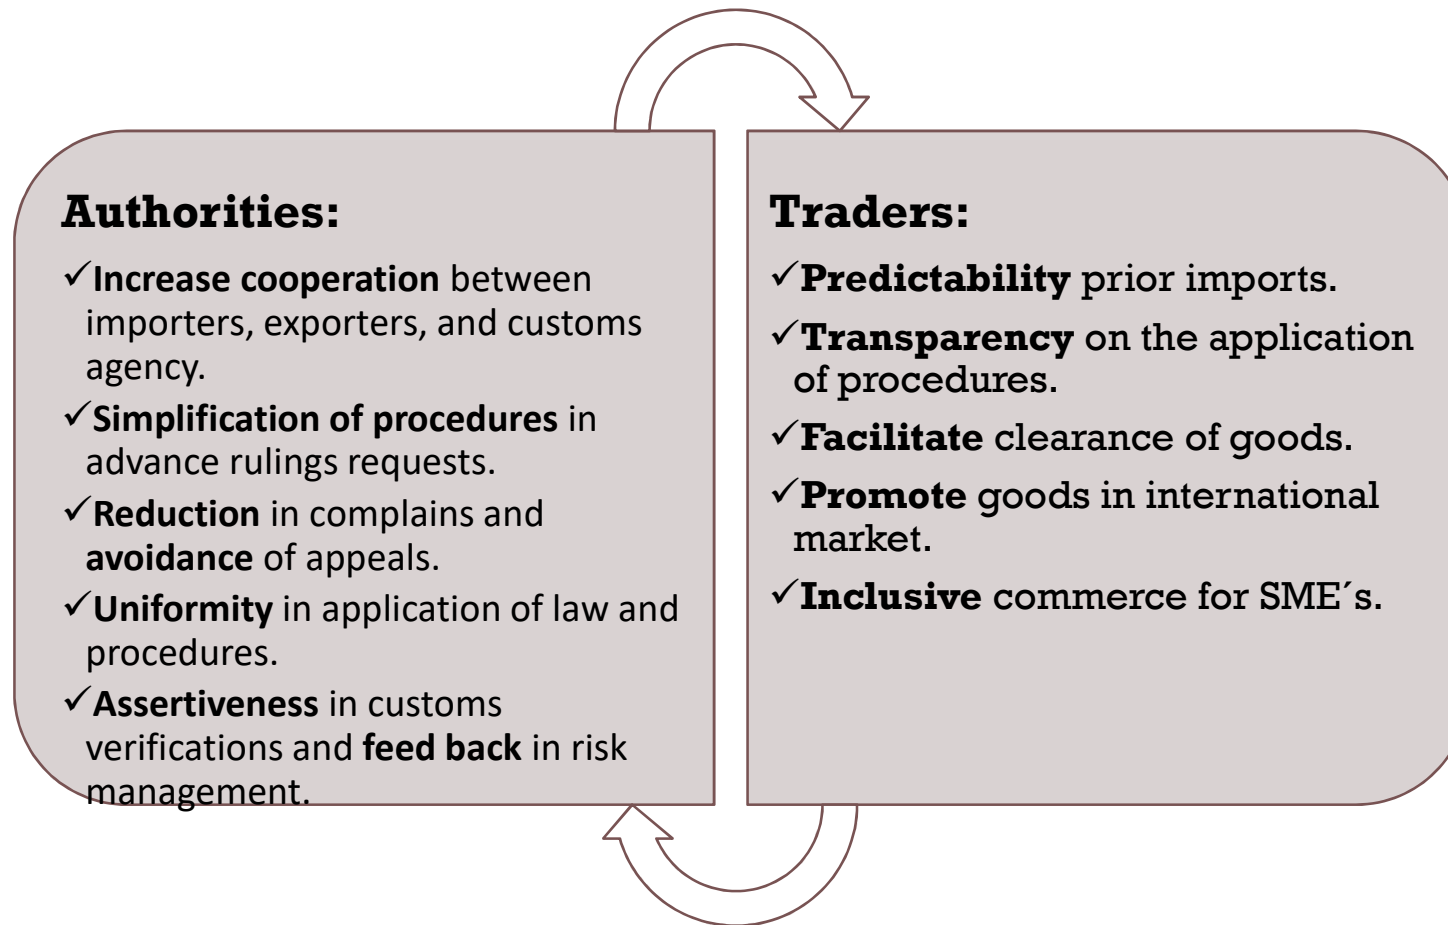 Authorities:
✓Increase cooperation between
importers, exporters, and customs
agency.
✓Simplification of procedures in
advance rulings requests.
✓Reduction in complains and
avoidance of appeals.
✓Uniformity in application of law and
procedures.
✓Assertiveness in customs
verifications and feed back in risk
management.
Traders:
✓Predictability prior imports.
✓Transparency on the application
of procedures.
✓Facilitate clearance of goods.
✓Promote goods in international
market.
✓Inclusive commerce for SME´s.